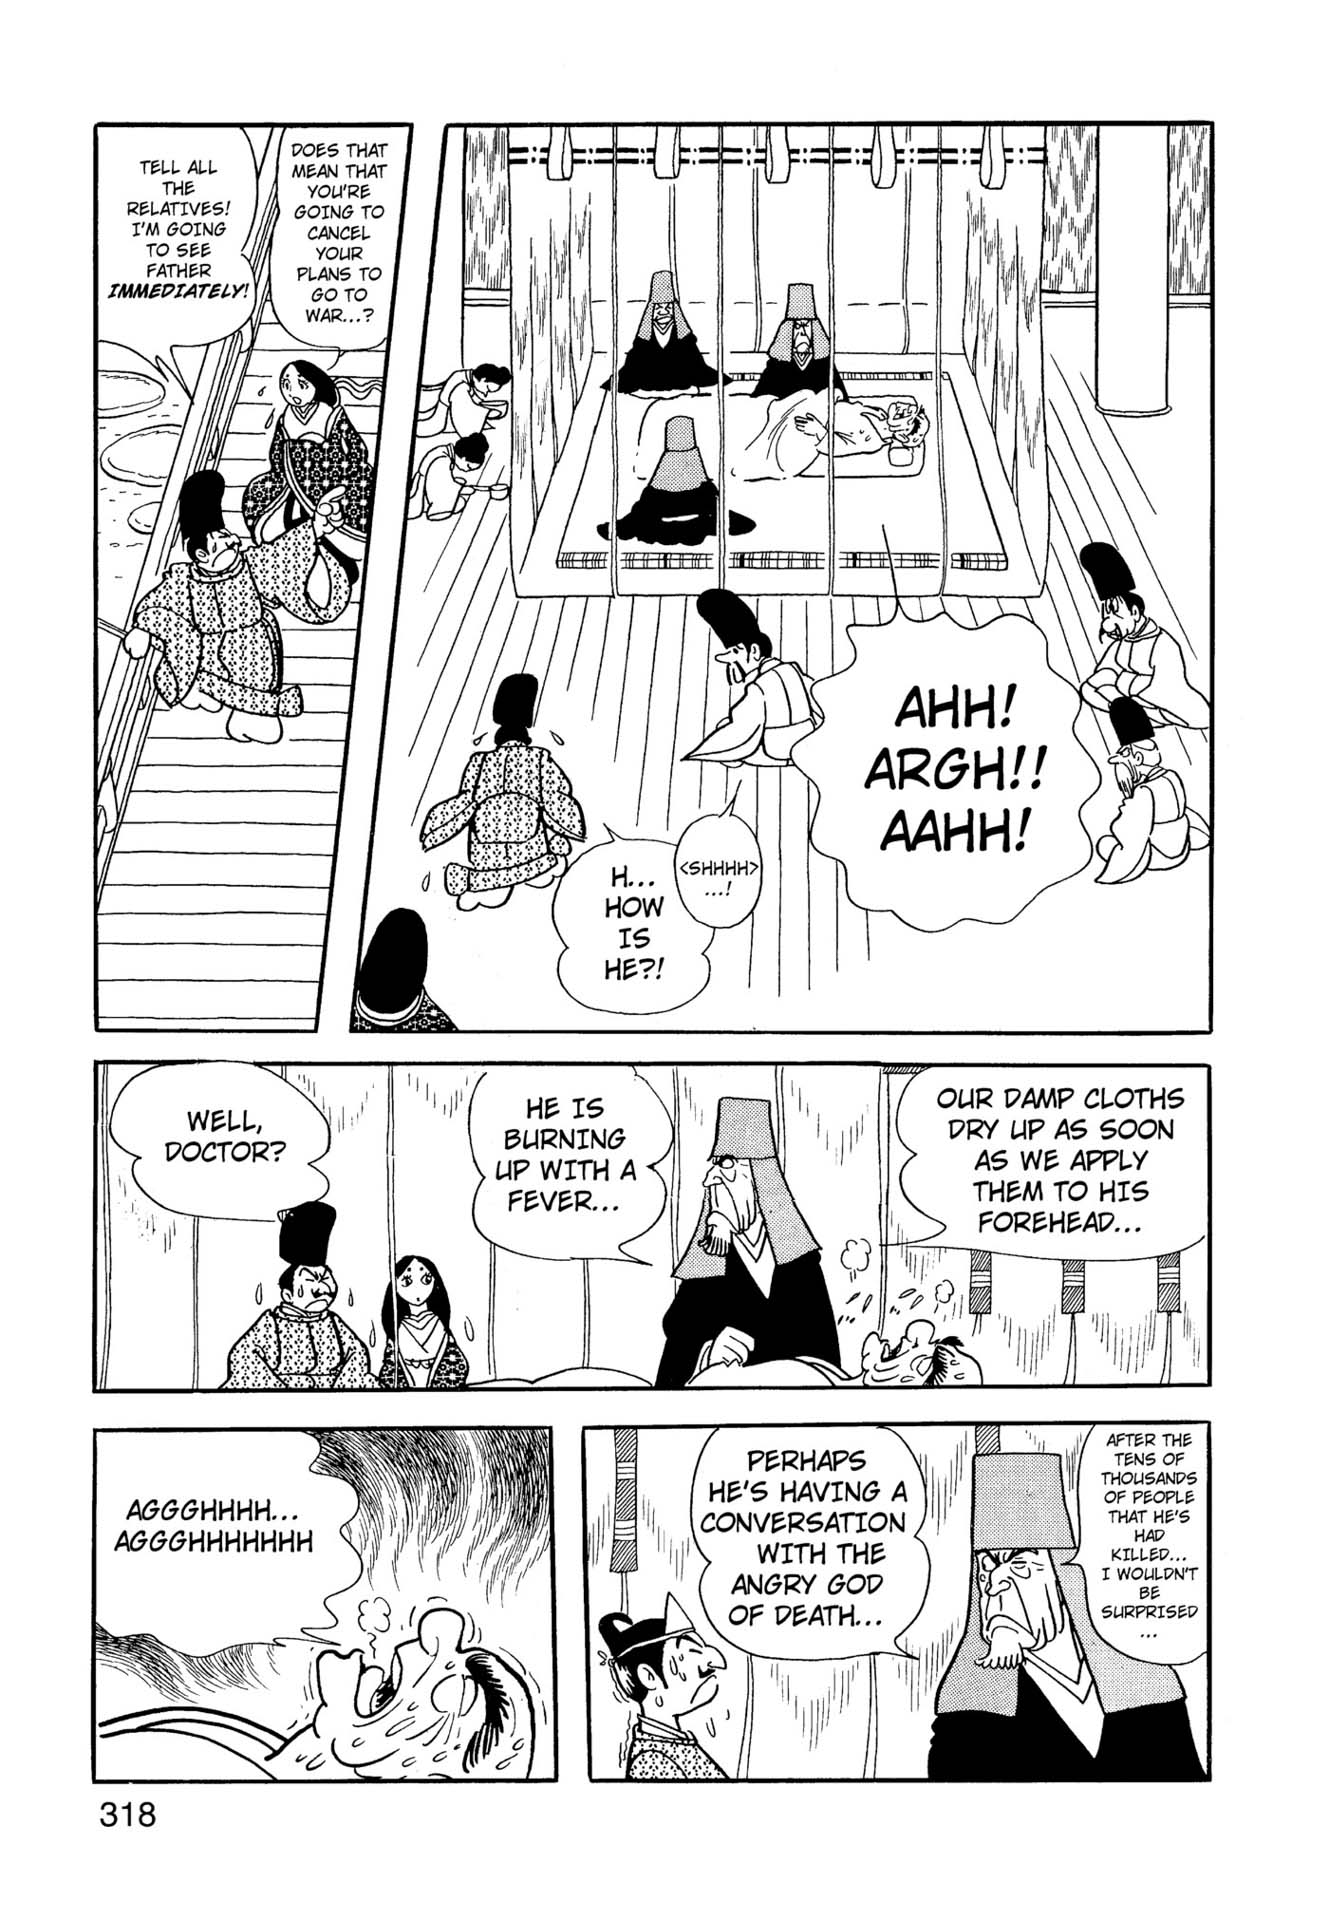 TELL ALL
THE
RELATIVES!
I'M GOING
TO SEE
FATHER
IMMEDIATELY!
DOES THAT
MEAN THAT
YOU'RE
GOING TO
CANCEL
YOUR
PLANS TO
GO TO
WAR...?
H...
HOW
IS
HE?!
<SHHHH>
...!
AHH!
ARGH!!
AAHH!
WELL,
DOCTOR?
HE IS
BURNING
UP WITH A
FEVER...
OUR DAMP CLOTHS
DRY UP AS SOON
AS WE APPLY
THEM TO HIS
FOREHEAD...
AGGGHHHH...
AGGGHHHHHHH
PERHAPS
HE'S HAVING A
CONVERSATION
WITH THE
ANGRY GOD
OF DEATH...
AFTER THE
TENS OF
THOUSANDS
OF PEOPLE
THAT HE'S
HAD
KILLED...
I WOULDN'T
BE
SURPRISED
...
318